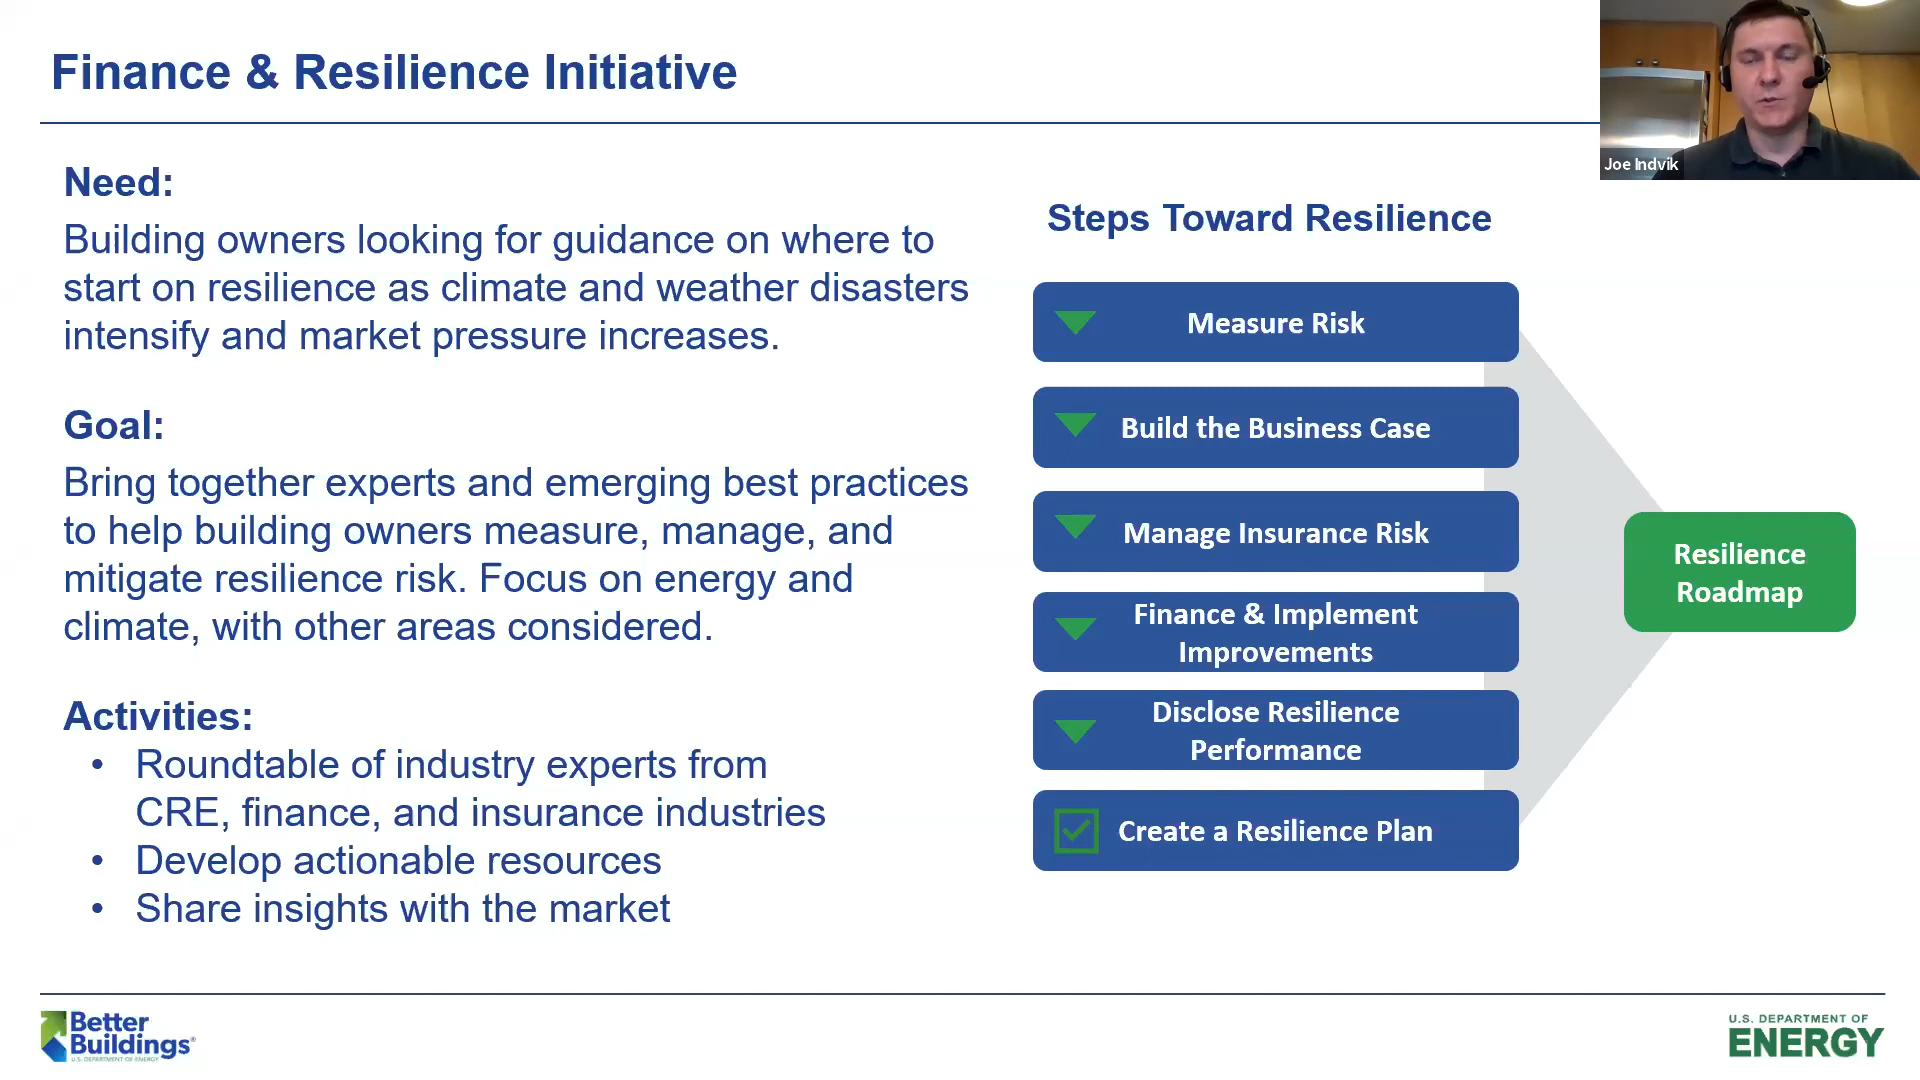 Finance & Resilience Initiative
Joe Indvik
Need:
Building owners looking for guidance on where to
start on resilience as climate and weather disasters
intensify and market pressure increases.
Goal:
Bring together experts and emerging best practices
to help building owners measure, manage, and
mitigate resilience risk. Focus on energy and
climate, with other areas considered.
Activities:
• Roundtable of industry experts from
CRE, finance, and insurance industries
• Develop actionable resources
• Share insights with the market
Steps Toward Resilience
Measure Risk
Build the Business Case
Manage Insurance Risk
Finance & Implement
Improvements
Disclose Resilience
Performance
Create a Resilience Plan
Resilience
Roadmap
Better
Buildings®
U.S. DEPARTMENT OF ENERGY
U.S. DEPARTMENT OF
ENERGY